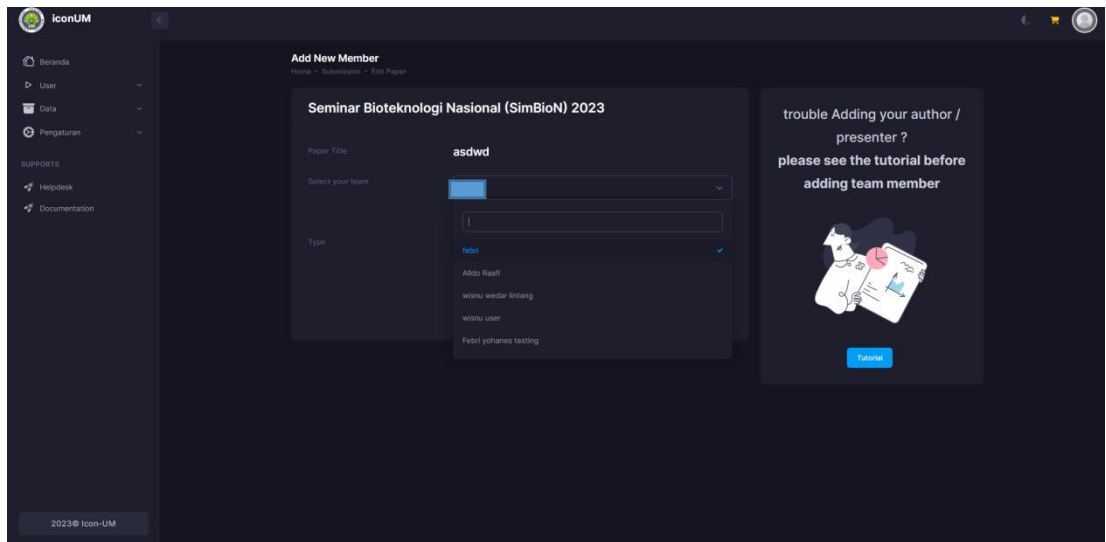 iconUM
Beranda
User
Data
Pengaturan
SUPPORTS
Helpdesk
Documentation
2023© Icon-UM
Add New Member
Home - Submission - Edit Paper
Seminar Bioteknologi Nasional (SimBioN) 2023
Paper Title
asdwd
Select your team
Type
febri
Alldo Raafi
wisnu wedar lintang
wisnu user
Febri yohanes testing
trouble Adding your author /
presenter ?
please see the tutorial before
adding team member
Tutorial